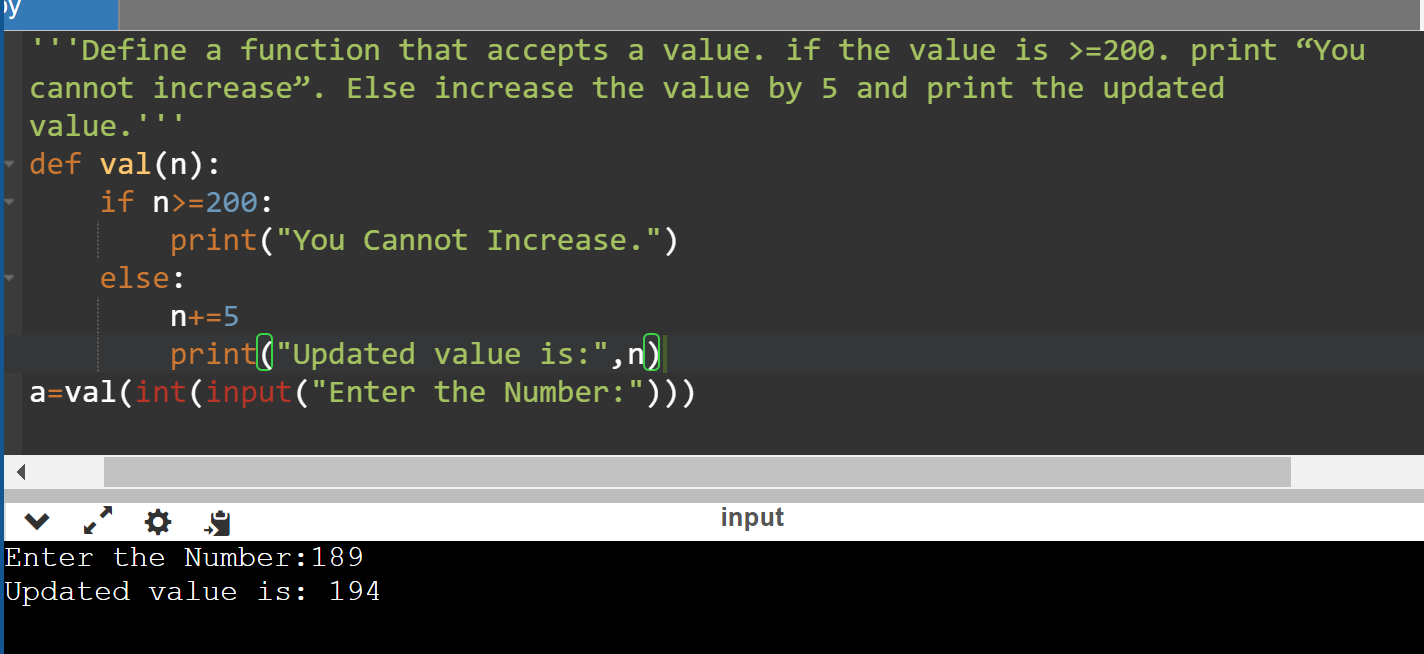 py
'''Define a function that accepts a value. if the value is >=200. print “You
cannot increase”. Else increase the value by 5 and print the updated
value.'''
def val(n):
    if n>=200:
        print("You Cannot Increase.")
    else:
        n+=5
        print("Updated value is:",n)
a=val(int(input("Enter the Number:")))
input
Enter the Number:189
Updated value is: 194